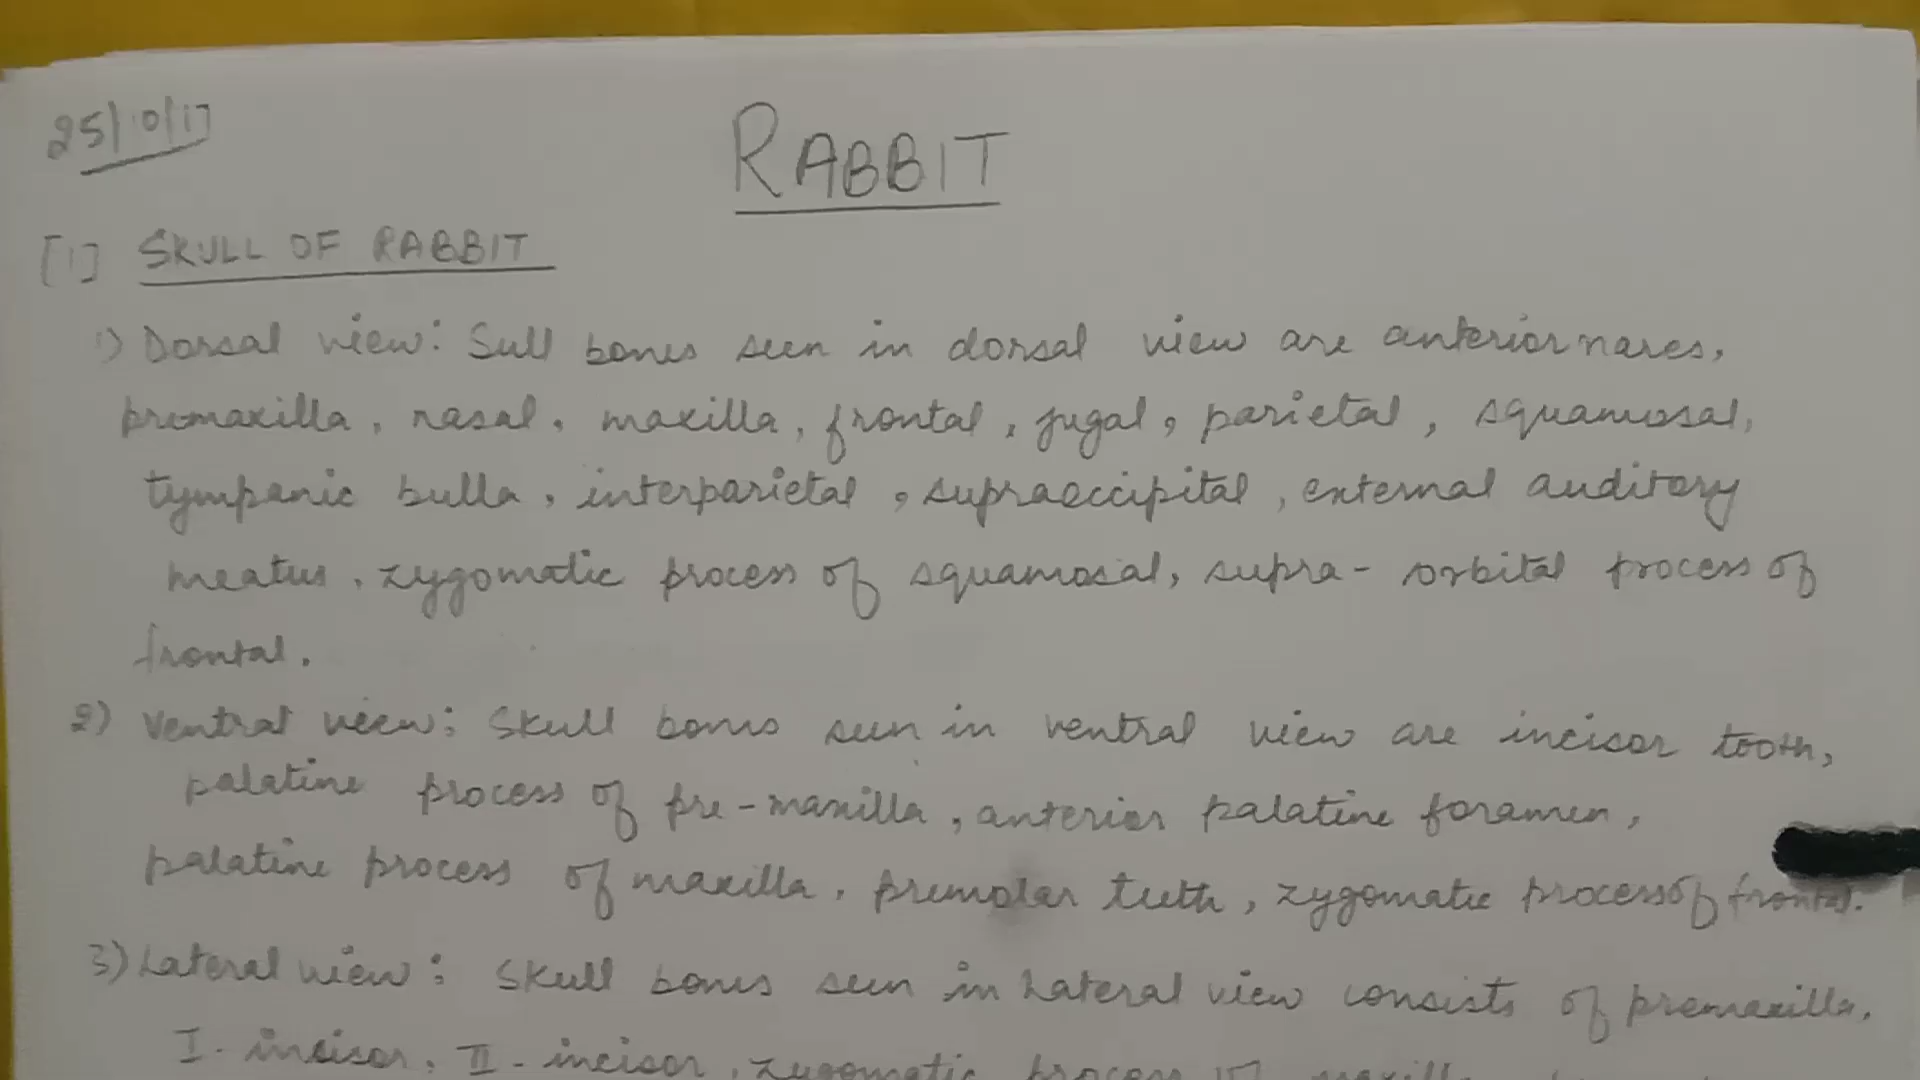 25/10/17
RABBIT
[1] SKULL OF RABBIT
1) Dorsal view: Sull bones seen in dorsal view are anterior nares,
premaxilla, nasal, maxilla, frontal, jugal, parietal, squamosal,
tympanic bulla, interparietal, supraoccipital, external auditory
meatus, zygomatic process of squamosal, supra-orbital process of
frontal.
2) Ventral view: Skull bones seen in ventral view are incisor tooth,
palatine process of pre-maxilla, anterior palatine foramen,
palatine process of maxilla, premolar teeth, zygomatic process of frontal.
3) Lateral view: Skull bones seen in Lateral view consists of premaxilla,
I-incisor, II-incisor, zygomatic process of maxilla